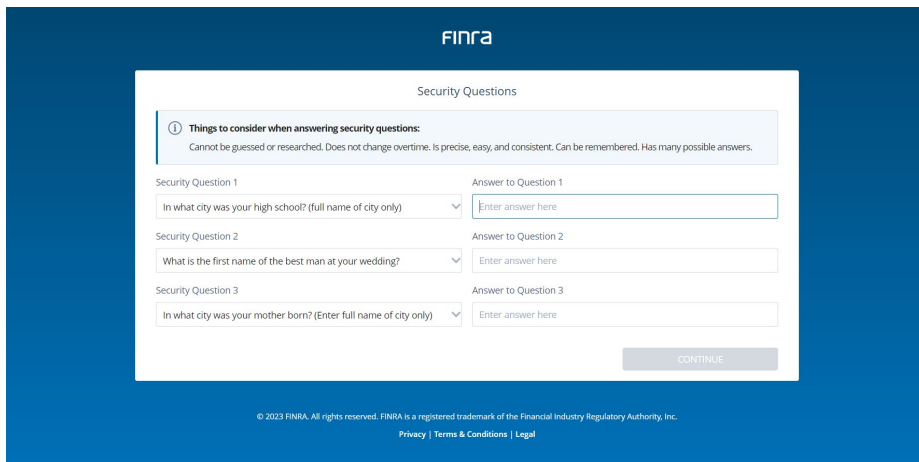 FINRA
Security Questions
Things to consider when answering security questions:
Cannot be guessed or researched. Does not change overtime. Is precise, easy, and consistent. Can be remembered. Has many possible answers.
Security Question 1
Answer to Question 1
In what city was your high school? (full name of city only)
Enter answer here
Security Question 2
Answer to Question 2
What is the first name of the best man at your wedding?
Enter answer here
Security Question 3
Answer to Question 3
In what city was your mother born? (Enter full name of city only)
Enter answer here
CONTINUE
© 2023 FINRA. All rights reserved. FINRA is a registered trademark of the Financial Industry Regulatory Authority, Inc.
Privacy | Terms & Conditions | Legal